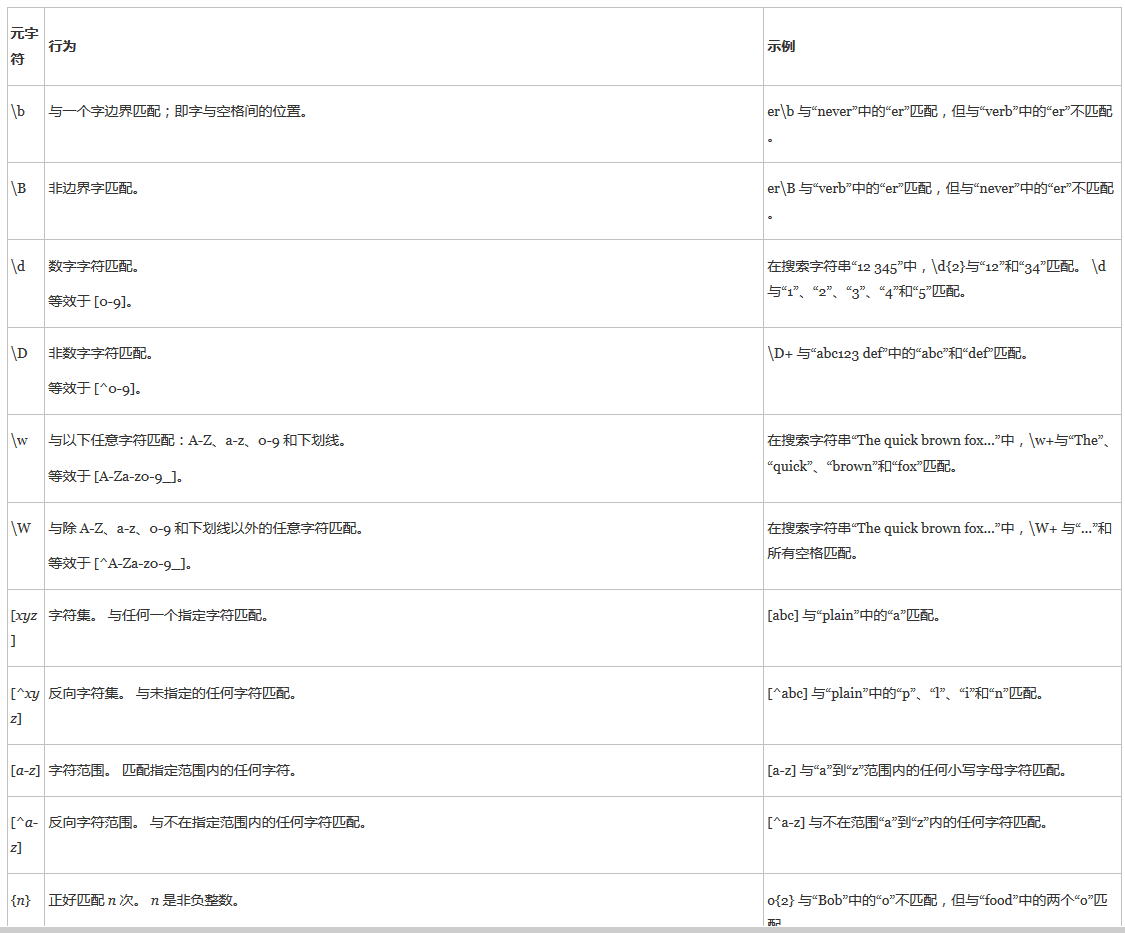 元字
符
行为
示例
\b
与一个字边界匹配；即字与空格间的位置。
er\b 与“never”中的“er”匹配，但与“verb”中的“er”不匹配
。
\B
非边界字匹配。
er\B 与“verb”中的“er”匹配，但与“never”中的“er”不匹配
。
\d
数字字符匹配。
等效于 [0-9]。
在搜索字符串“12 345”中，\d{2}与“12”和“34”匹配。 \d
与“1”、“2”、“3”、“4”和“5”匹配。
\D
非数字字符匹配。
等效于 [^0-9]。
\D+ 与“abc123 def”中的“abc”和“def”匹配。
\w
与以下任意字符匹配：A-Z、a-z、0-9 和下划线。
等效于 [A-Za-z0-9_]。
在搜索字符串“The quick brown fox…”中，\w+与“The”、
“quick”、“brown”和“fox”匹配。
\W
与除 A-Z、a-z、0-9 和下划线以外的任意字符匹配。
等效于 [^A-Za-z0-9_]。
在搜索字符串“The quick brown fox…”中，\W+ 与“…”和
所有空格匹配。
[xyz
]
字符集。 与任何一个指定字符匹配。
[abc] 与“plain”中的“a”匹配。
[^xy
z]
反向字符集。 与未指定的任何字符匹配。
[^abc] 与“plain”中的“p”、“l”、“i”和“n”匹配。
[a-z]
字符范围。 匹配指定范围内的任何字符。
[a-z] 与“a”到“z”范围内的任何小写字母字符匹配。
[^a-
z]
反向字符范围。 与不在指定范围内的任何字符匹配。
[^a-z] 与不在范围“a”到“z”内的任何字符匹配。
{n}
正好匹配 n 次。 n 是非负整数。
o{2} 与“Bob”中的“o”不匹配，但与“food”中的两个“o”匹
配